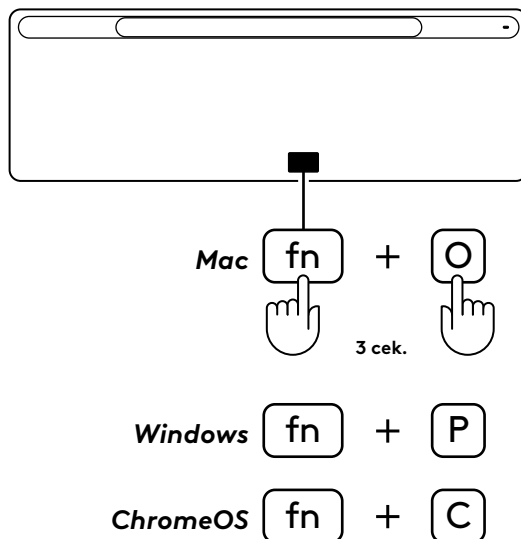 Mac fn + O
3 сек.
Windows fn + P
ChromeOS fn + C